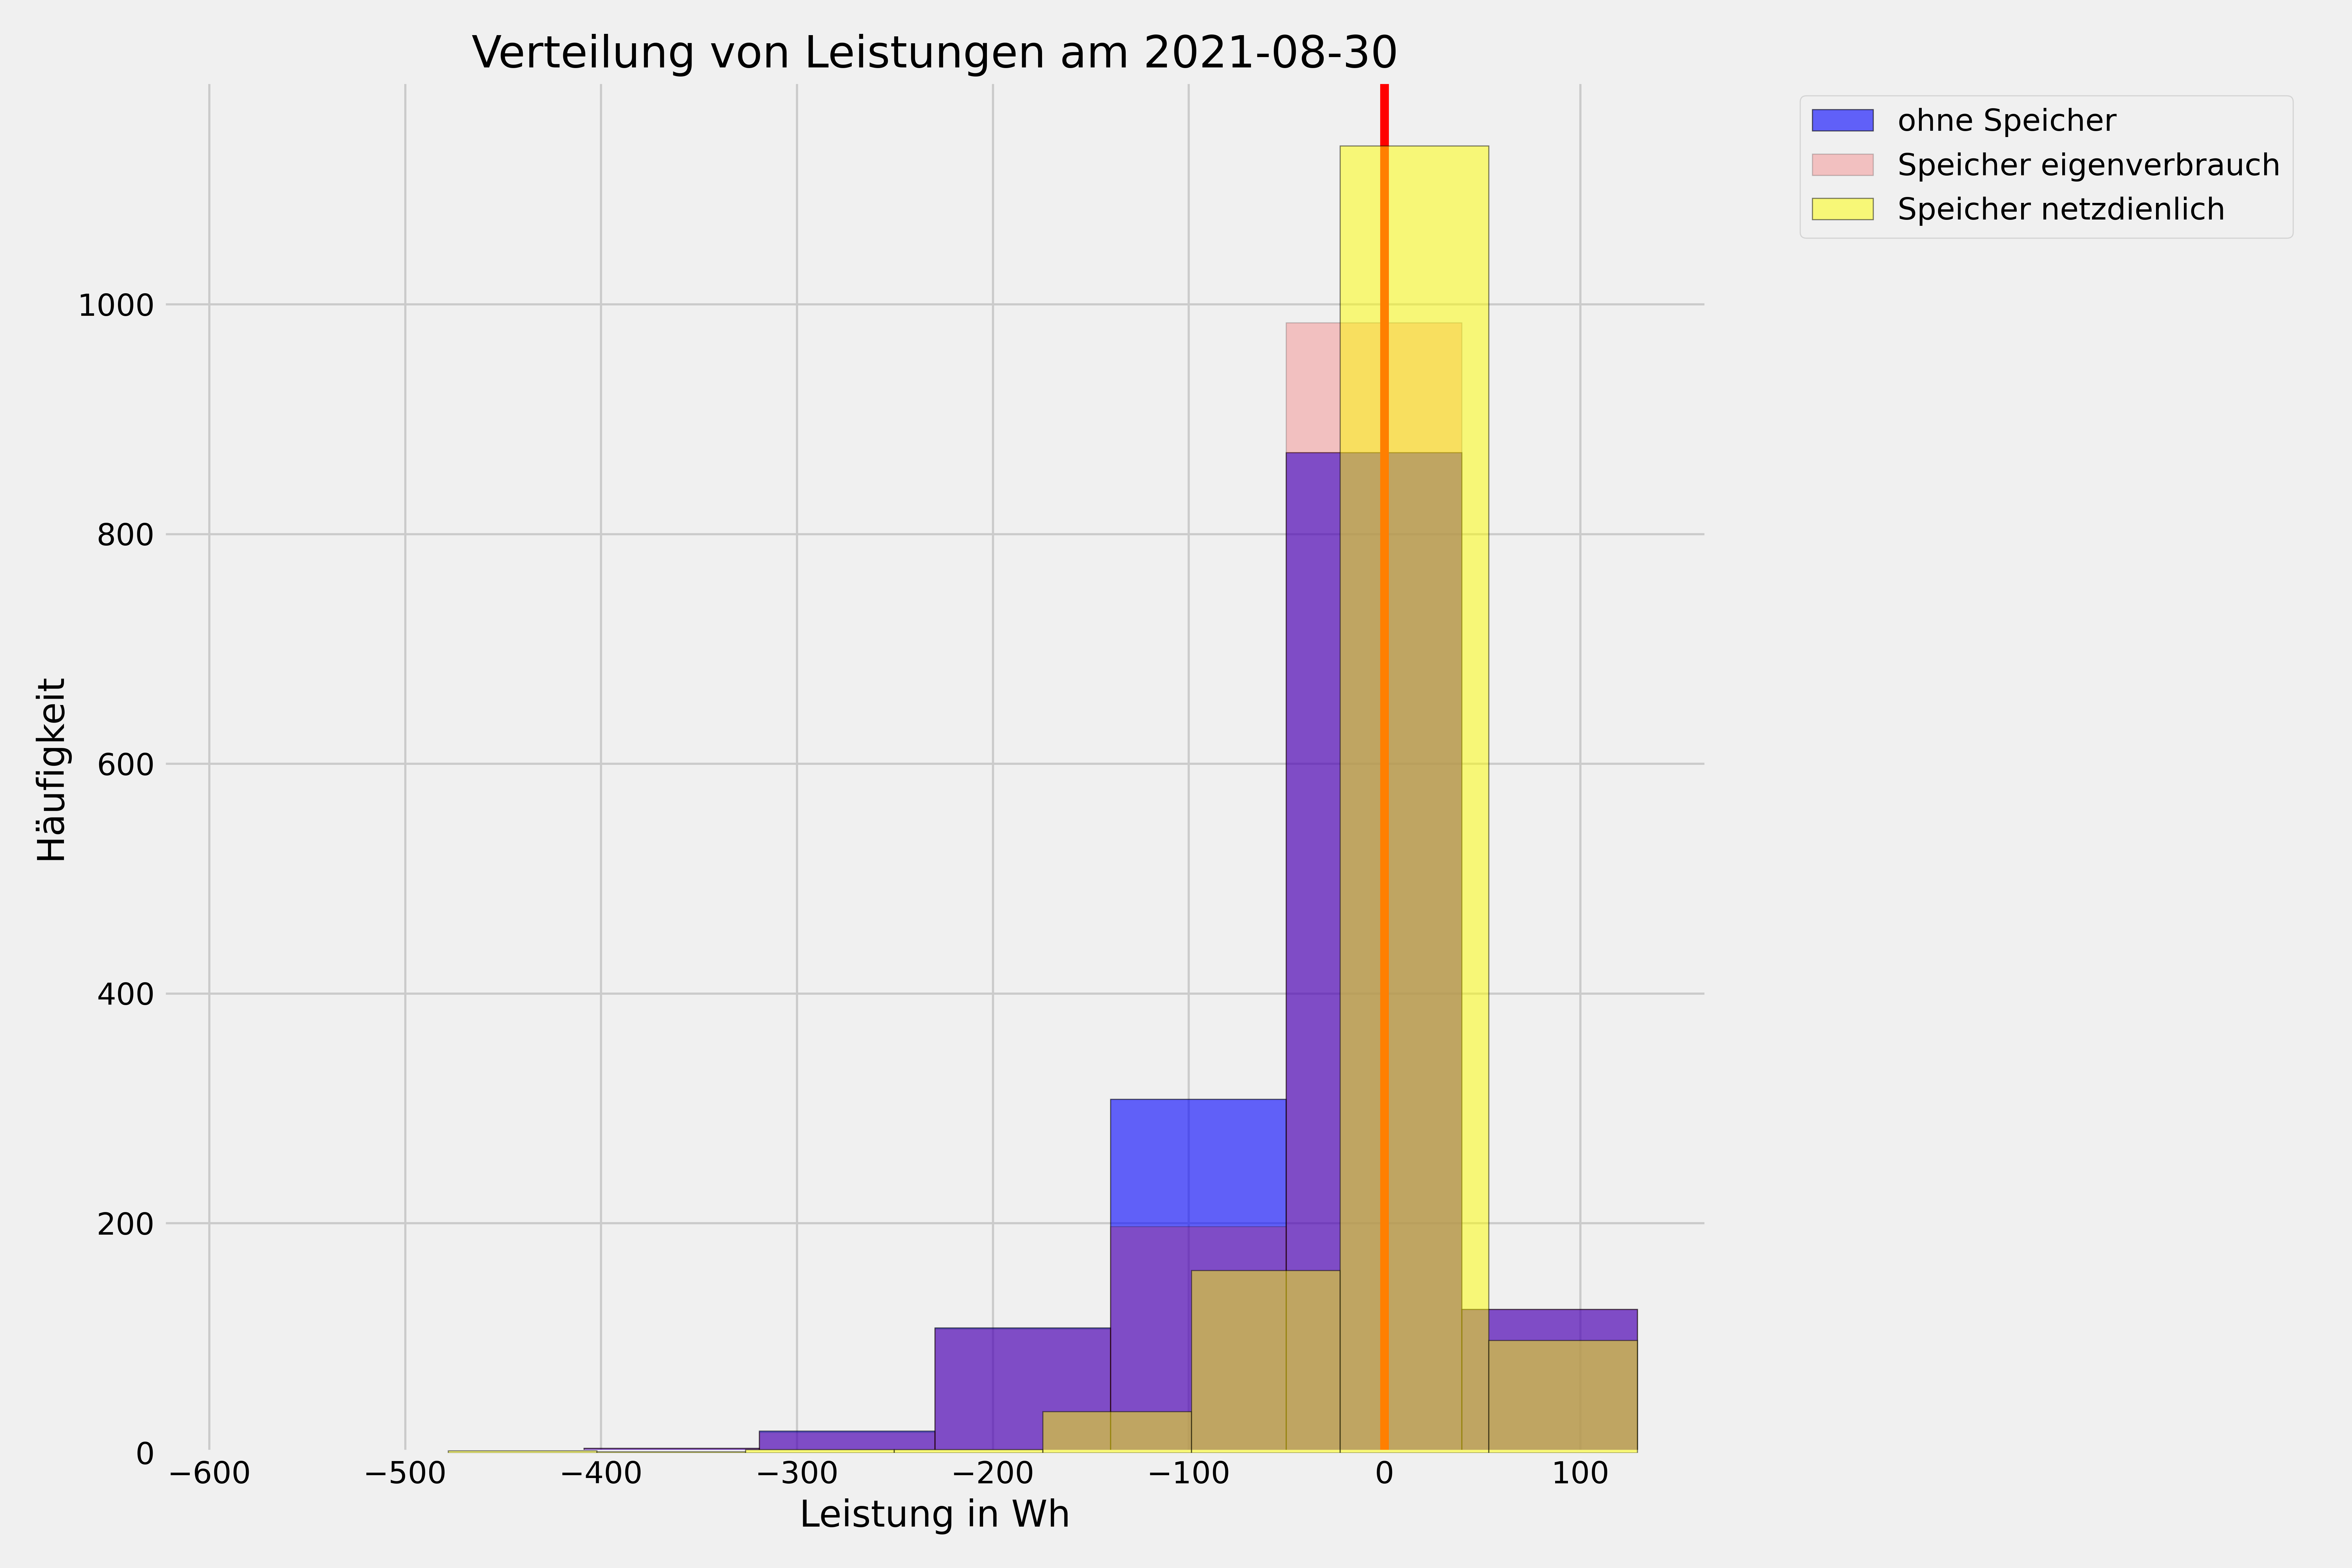 Verteilung von Leistungen am 2021-08-30
ohne Speicher
Speicher eigenverbrauch
Speicher netzdienlich
Häufigkeit
1000
800
600
400
200
0
−600 −500 −400 −300 −200 −100 0 100
Leistung in Wh